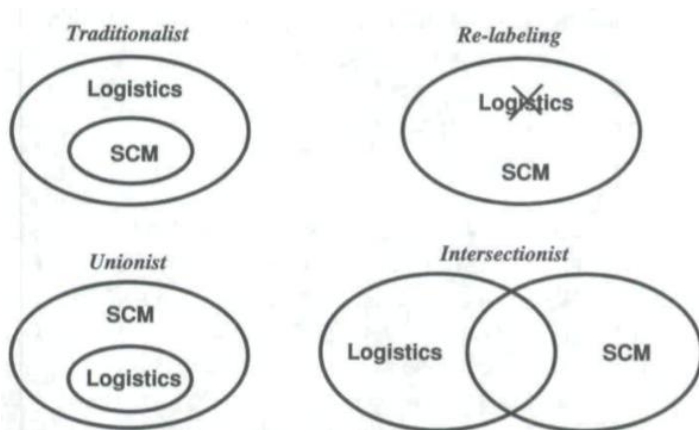 Traditionalist
Logistics
SCM
Re-labeling
Logistics
SCM
Unionist
SCM
Logistics
Intersectionist
Logistics
SCM